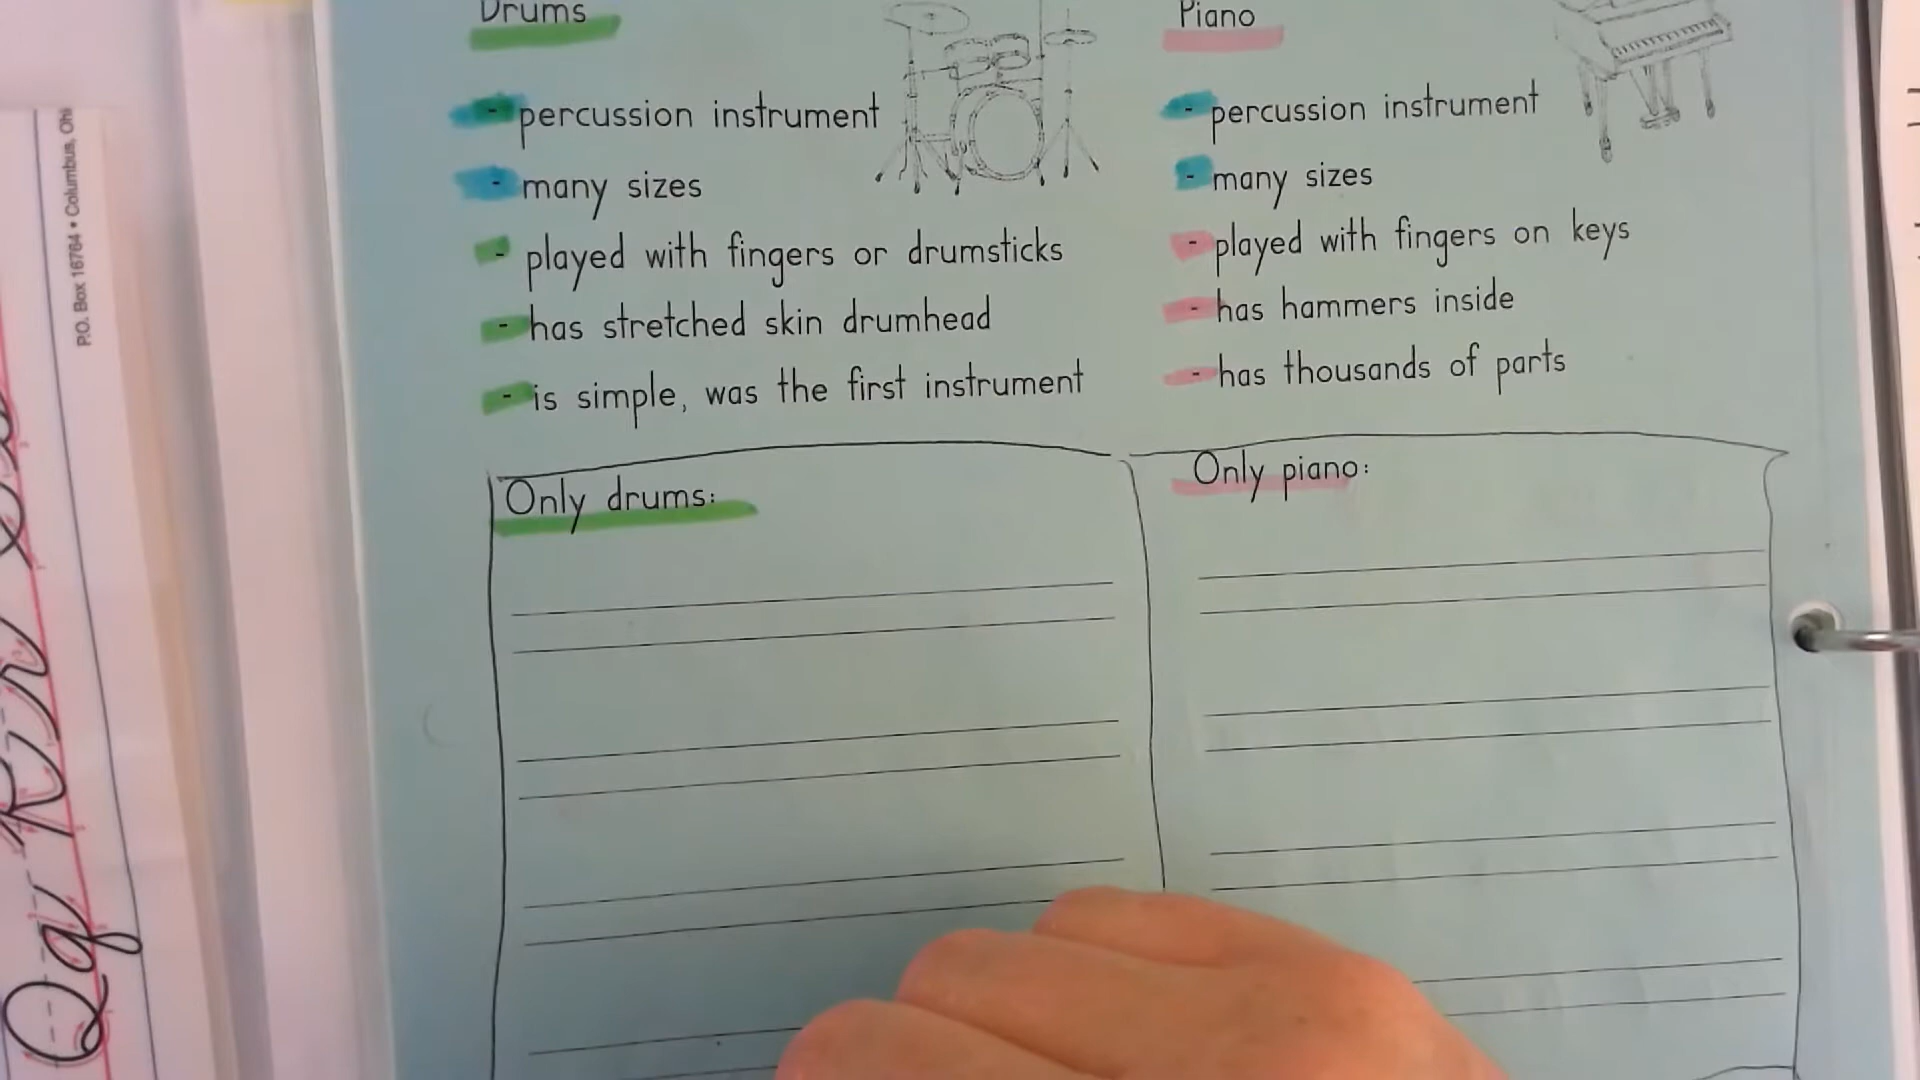 Drums
- percussion instrument
- many sizes
- played with fingers or drumsticks
- has stretched skin drumhead
- is simple, was the first instrument
Piano
- percussion instrument
- many sizes
- played with fingers on keys
- has hammers inside
- has thousands of parts
Only drums:
Only piano:
P.O. Box 16764 • Columbus, Ohi
Qq Rr